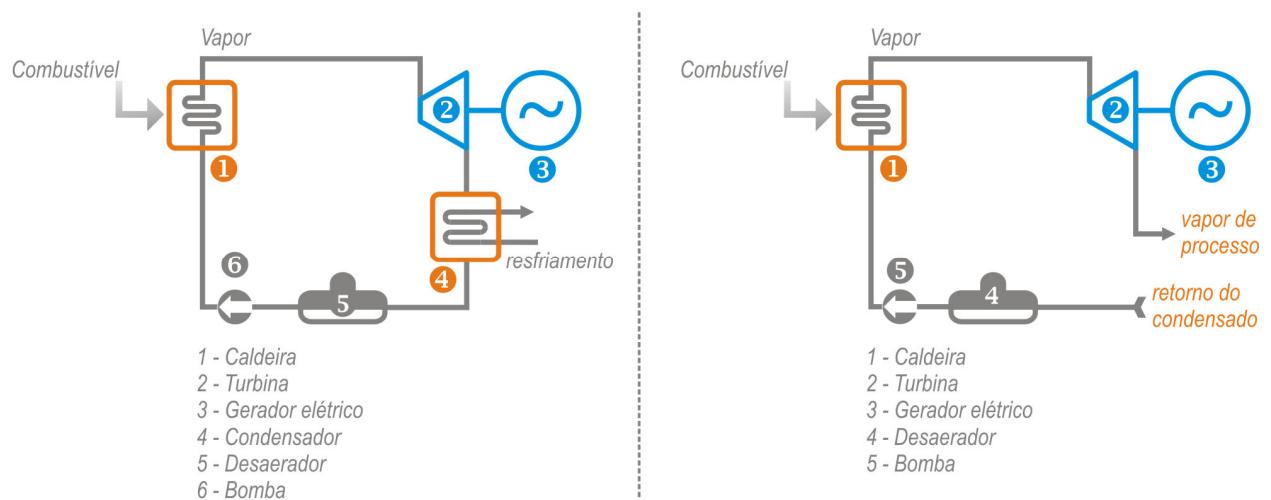 Vapor
Combustível
1
2
3
4
resfriamento
6
5
1 - Caldeira
2 - Turbina
3 - Gerador elétrico
4 - Condensador
5 - Desaerador
6 - Bomba
Vapor
Combustível
1
2
3
vapor de
processo
5
4
retorno do
condensado
1 - Caldeira
2 - Turbina
3 - Gerador elétrico
4 - Desaerador
5 - Bomba